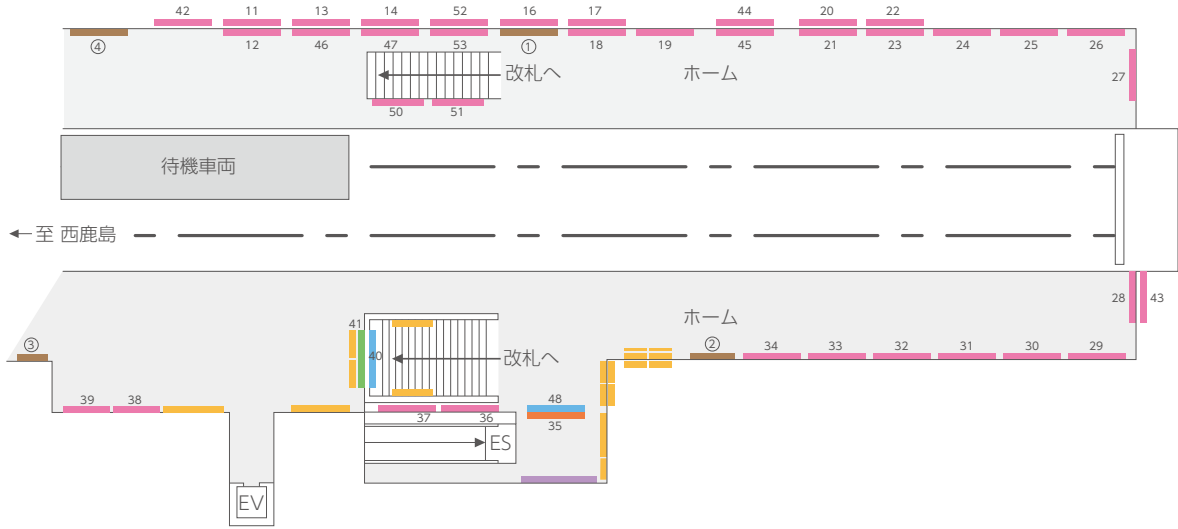 42 11 13 14 52 16 17 44 20 22
④ 12 46 47 53 ① 18 19 45 21 23 24 25 26
改札へ ホーム 27
50 51
待機車両
至 西鹿島
28 43
ホーム
41
③ 40 改札へ ② 34 33 32 31 30 29
39 38 37 36 48
35
ES
EV